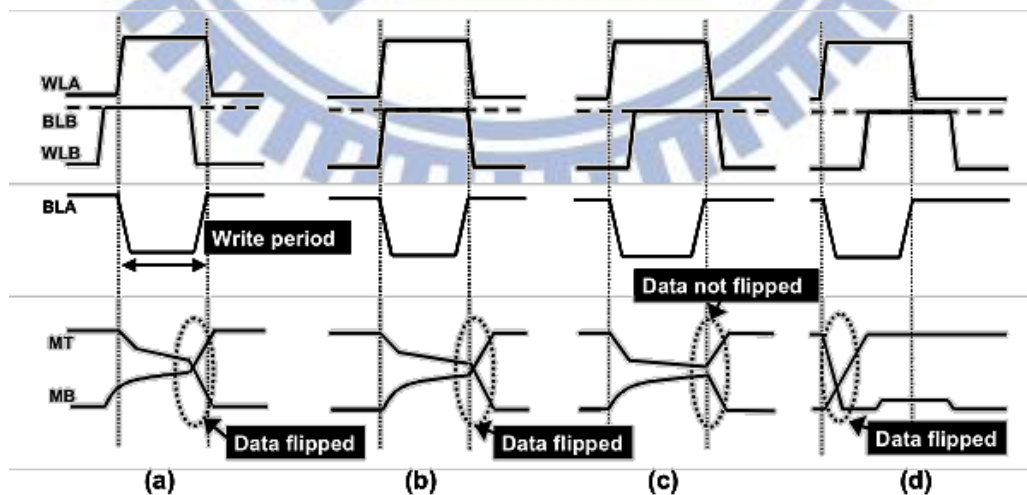 WLA
BLB
WLB
BLA
Write period
Data not flipped
MT
MB
Data flipped
Data flipped
Data flipped
(a)
(b)
(c)
(d)